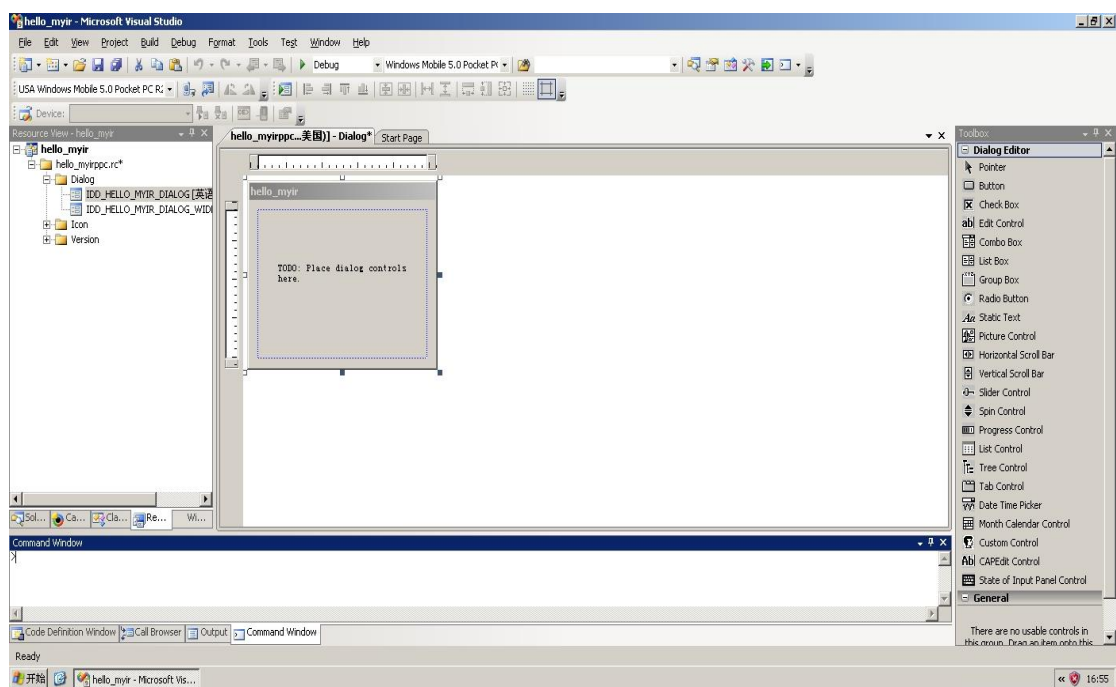 hello_myir - Microsoft Visual Studio
File Edit View Project Build Debug Format Tools Test Window Help
Debug Windows Mobile 5.0 Pocket P
USA Windows Mobile 5.0 Pocket PC R2
Device:
Resource View - hello_myir
hello_myir
hello_myirppc.rc*
Dialog
IDD_HELLO_MYIR_DIALOG [英语
IDD_HELLO_MYIR_DIALOG_WID
Icon
Version
Sol... Ca... Cla... Re... Wi...
hello_myirppc...美国)] - Dialog* Start Page
hello_myir
TODO: Place dialog controls
here.
Toolbox
Dialog Editor
Pointer
Button
Check Box
Edit Control
Combo Box
List Box
Group Box
Radio Button
Static Text
Picture Control
Horizontal Scroll Bar
Vertical Scroll Bar
Slider Control
Spin Control
Progress Control
List Control
Tree Control
Tab Control
Date Time Picker
Month Calendar Control
Custom Control
CAPEdit Control
State of Input Panel Control
General
There are no usable controls in
this group. Drag an item onto this
Command Window
>
Code Definition Window Call Browser Output Command Window
Ready
开始 hello_myir - Microsoft Vis... « 16:55